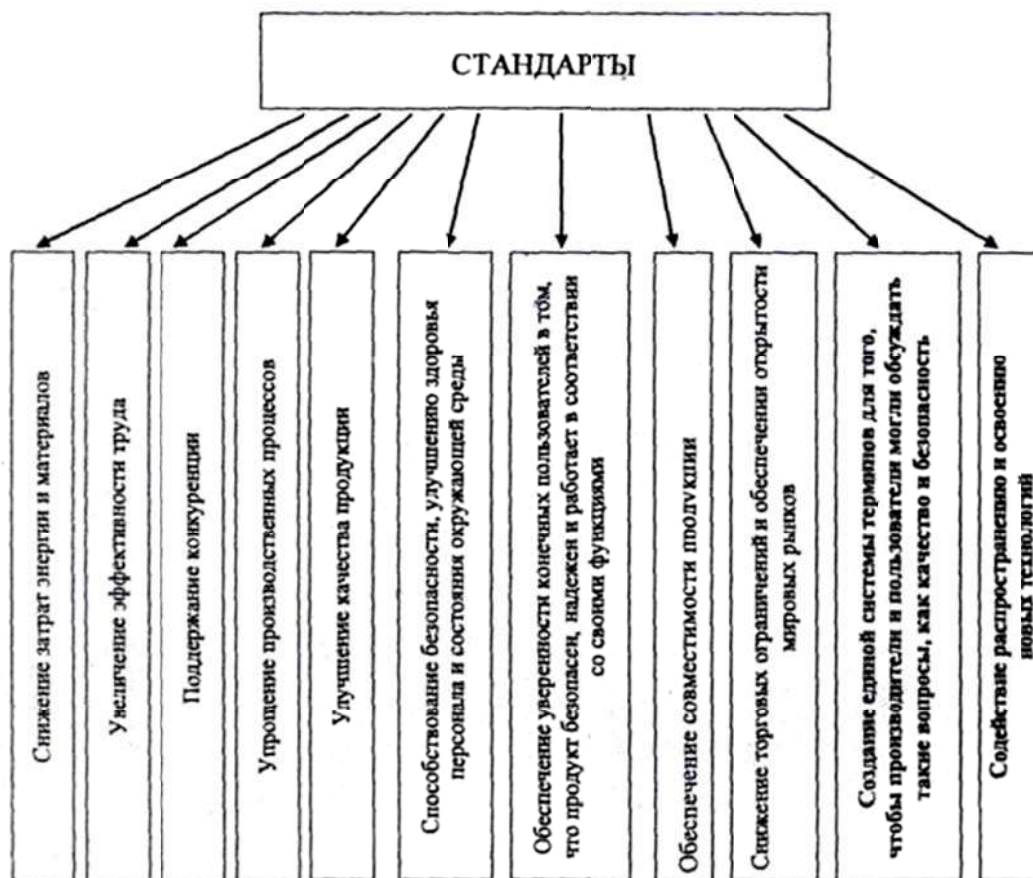 СТАНДАРТЫ
Снижение затрат энергии и материалов
Увеличение эффективности труда
Поддержание конкуренции
Упрощение производственных процессов
Улучшение качества продукции
Способствование безопасности, улучшению здоровья
персонала и состояния окружающей среды
Обеспечение уверенности конечных пользователей в том,
что продукт безопасен, надежен и работает в соответствии
со своими функциями
Обеспечение совместимости продукции
Снижение торговых ограничений и обеспечении открытости
мировых рынков
Создание единой системы терминов для того,
чтобы производители и пользователи могли обсуждать
такие вопросы, как качество и безопасность
Содействие распространению и освоению
новых технологий